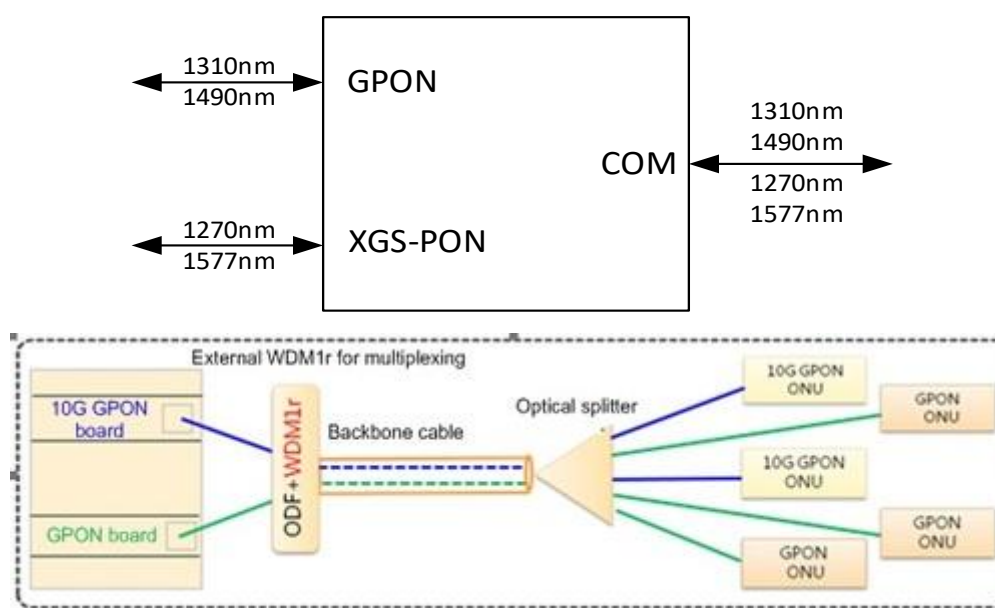 1310nm
1490nm
GPON
1310nm
1490nm
COM
1270nm
1577nm
1270nm
1577nm
XGS-PON
External WDM1r for multiplexing
10G GPON
board
GPON board
ODF+WDM1r
Backbone cable
Optical splitter
10G GPON
ONU
GPON
ONU
10G GPON
ONU
GPON
ONU
GPON
ONU